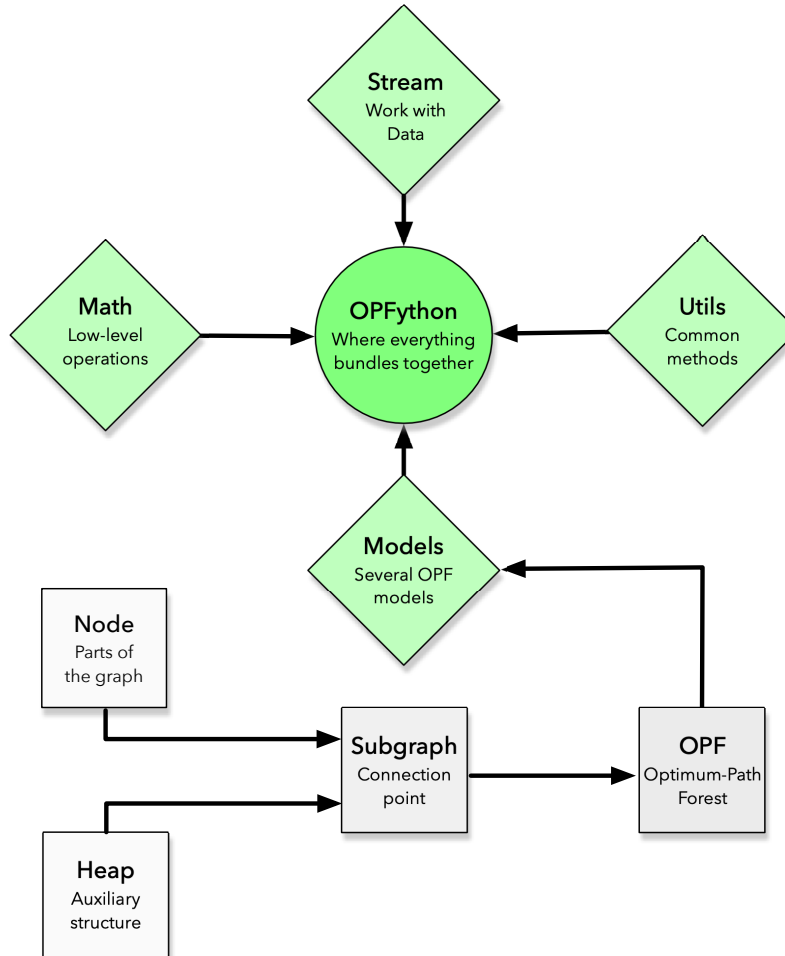 Stream
Work with
Data
Math
Low-level
operations
OPFython
Where everything
bundles together
Utils
Common
methods
Models
Several OPF
models
Node
Parts of
the graph
Subgraph
Connection
point
OPF
Optimum-Path
Forest
Heap
Auxiliary
structure